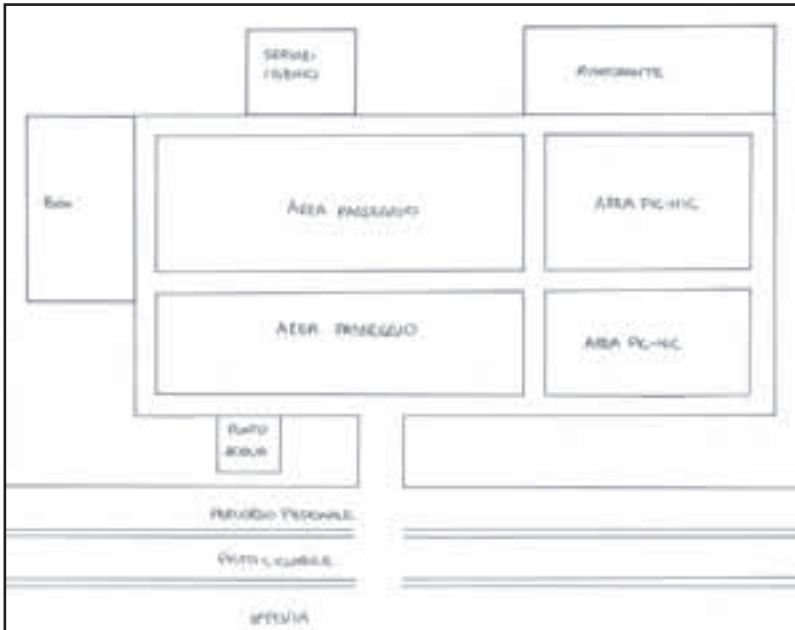 SERVIZI
IGIENICI
RISTORANTE
BOX
AREA PASSEGGIO
AREA PIC-NIC
AREA PASSEGGIO
AREA PIC-NIC
PUNTO
ACQUA
PERCORSO PEDONALE
PISTA CICLABILE